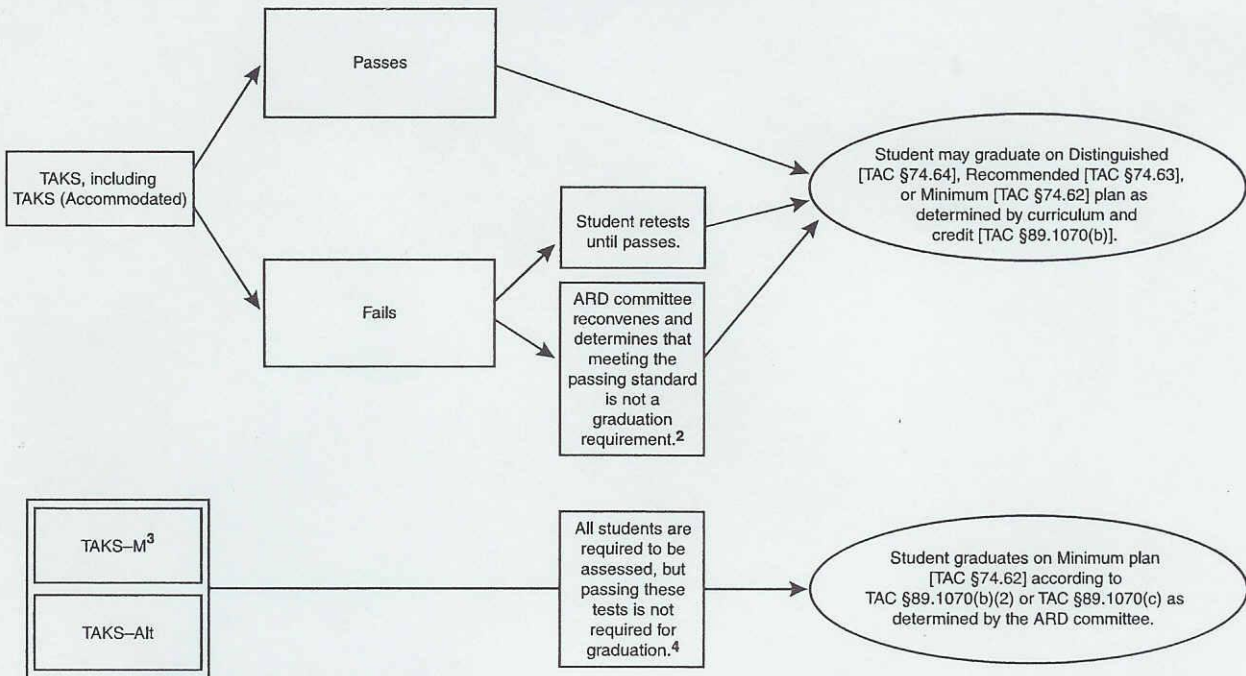 Passes
TAKS, including
TAKS (Accommodated)
Student may graduate on Distinguished
[TAC §74.64], Recommended [TAC §74.63],
or Minimum [TAC §74.62] plan as
determined by curriculum and
credit [TAC §89.1070(b)].
Student retests
until passes.
Fails
ARD committee
reconvenes and
determines that
meeting the
passing standard
is not a
graduation
requirement.2
TAKS–M3
TAKS–Alt
All students are
required to be
assessed, but
passing these
tests is not
required for
graduation.4
Student graduates on Minimum plan
[TAC §74.62] according to
TAC §89.1070(b)(2) or TAC §89.1070(c) as
determined by the ARD committee.